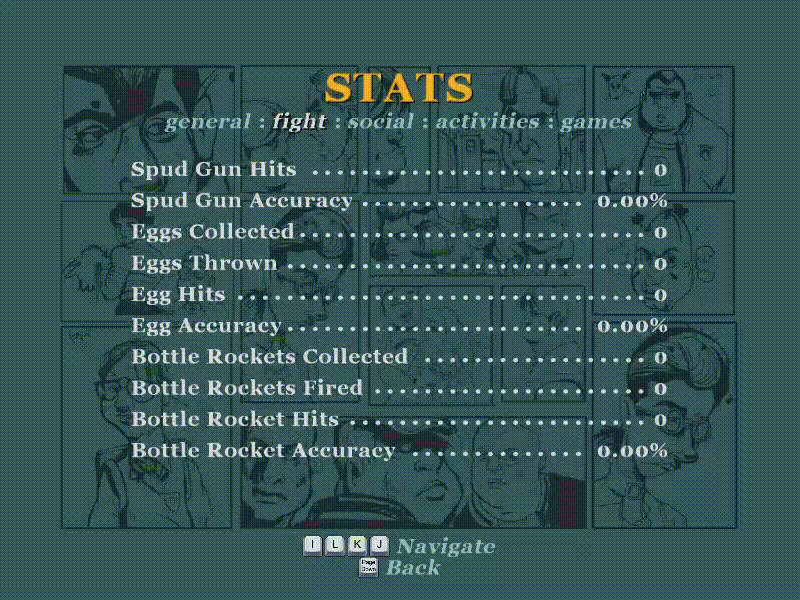 STATS
general : fight : social : activities : games
Spud Gun Hits ........................... 0
Spud Gun Accuracy .................. 0.00%
Eggs Collected ............................. 0
Eggs Thrown .............................. 0
Egg Hits .................................. 0
Egg Accuracy ........................ 0.00%
Bottle Rockets Collected .................. 0
Bottle Rockets Fired ...................... 0
Bottle Rocket Hits ........................ 0
Bottle Rocket Accuracy .............. 0.00%
I L K J Navigate
Page Down Back